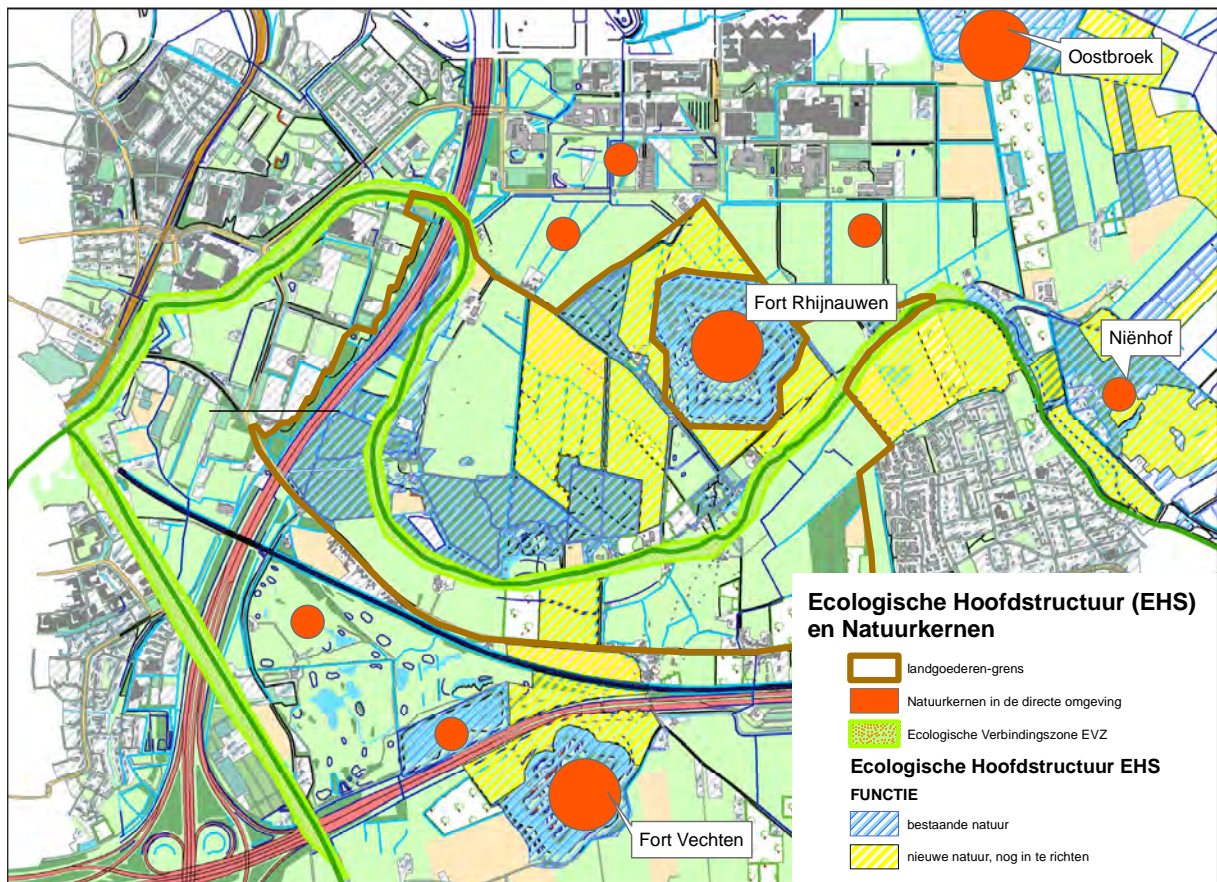 Oostbroek
Fort Rhijnauwen
Niënhof
Fort Vechten
Ecologische Hoofdstructuur (EHS)
en Natuurkernen
landgoederen-grens
Natuurkernen in de directe omgeving
Ecologische Verbindingszone EVZ
Ecologische Hoofdstructuur EHS
FUNCTIE
bestaande natuur
nieuwe natuur, nog in te richten